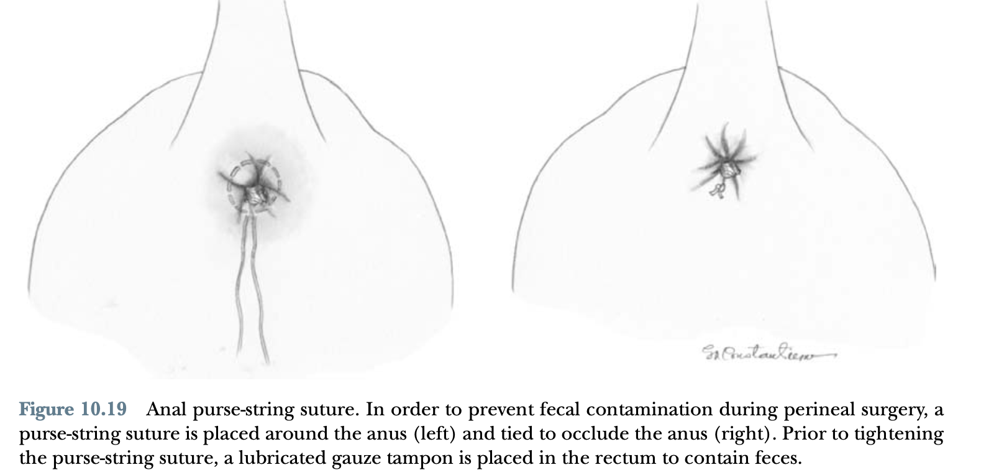 Figure 10.19 Anal purse-string suture. In order to prevent fecal contamination during perineal surgery, a
purse-string suture is placed around the anus (left) and tied to occlude the anus (right). Prior to tightening
the purse-string suture, a lubricated gauze tampon is placed in the rectum to contain feces.